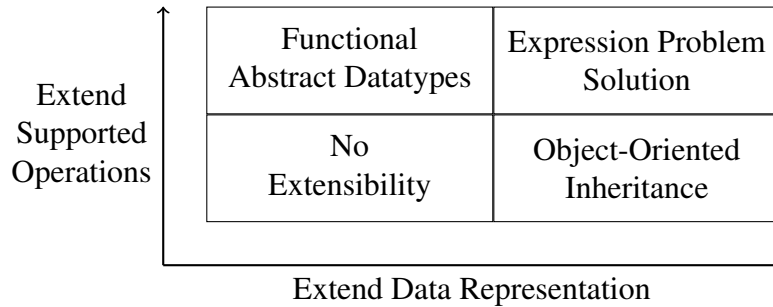 Functional
Abstract Datatypes
Expression Problem
Solution
Extend
Supported
Operations
No
Extensibility
Object-Oriented
Inheritance
Extend Data Representation